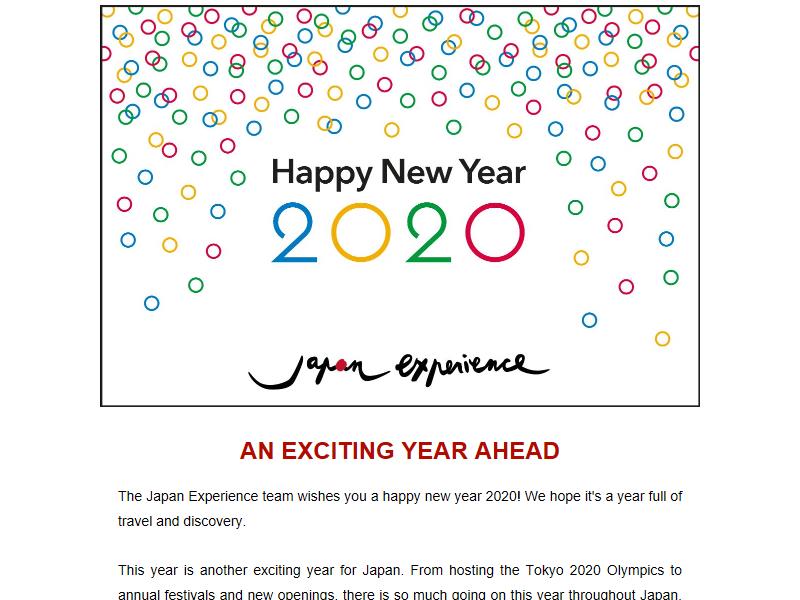 Happy New Year
2020
Japan experience
AN EXCITING YEAR AHEAD
The Japan Experience team wishes you a happy new year 2020! We hope it's a year full of
travel and discovery.
This year is another exciting year for Japan. From hosting the Tokyo 2020 Olympics to
annual festivals and new openings, there is so much going on this year throughout Japan.